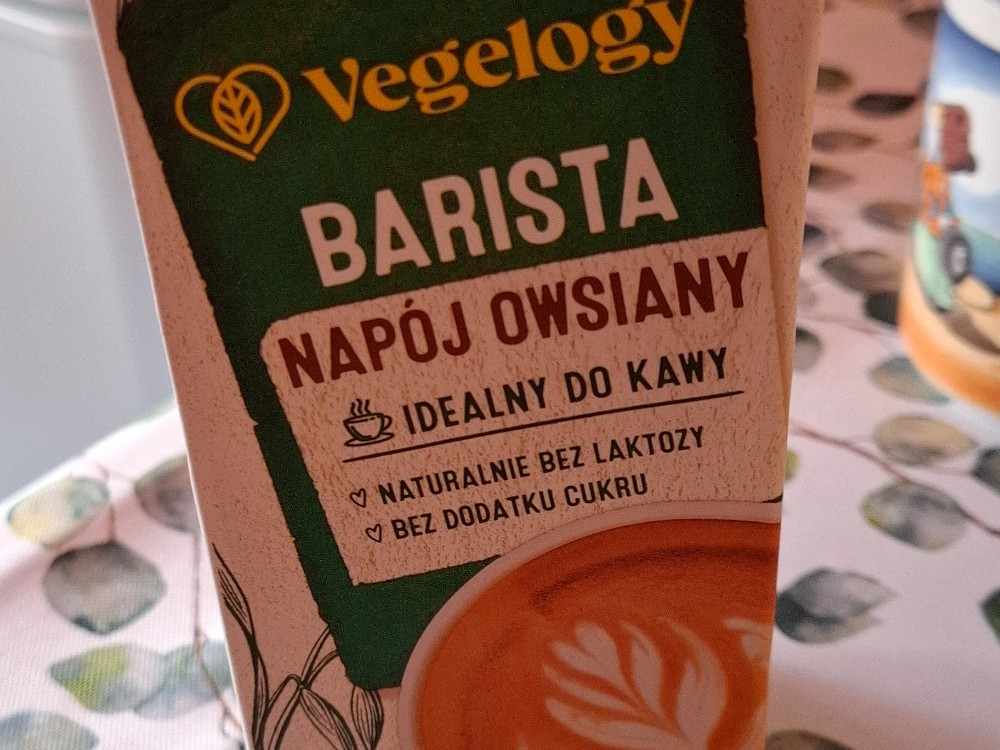 Vegelogy
BARISTA
NAPÓJ OWSIANY
IDEALNY DO KAWY
NATURALNIE BEZ LAKTOZY
BEZ DODATKU CUKRU